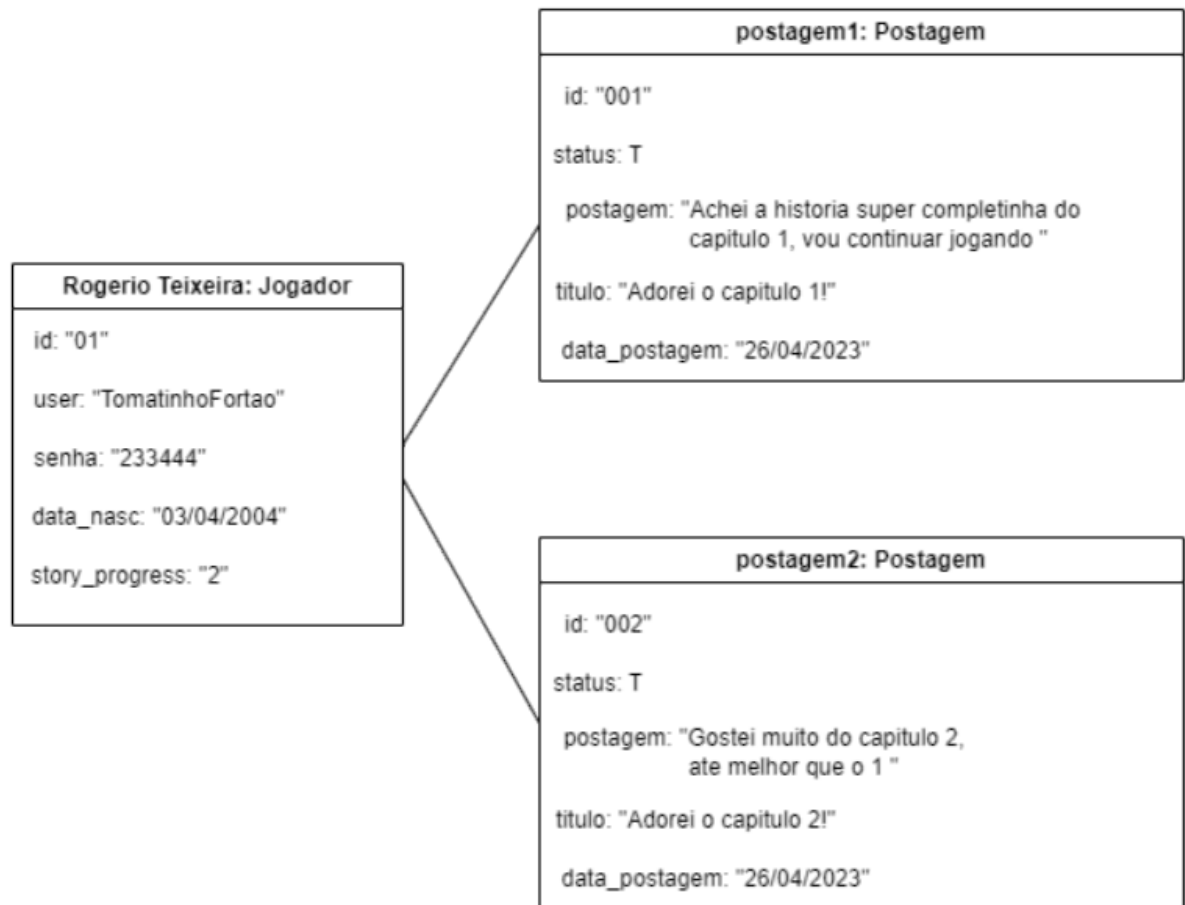 postagem1: Postagem
id: "001"
status: T
postagem: "Achei a historia super completinha do
capitulo 1, vou continuar jogando "
titulo: "Adorei o capitulo 1!"
data_postagem: "26/04/2023"
Rogerio Teixeira: Jogador
id: "01"
user: "TomatinhoFortao"
senha: "233444"
data_nasc: "03/04/2004"
story_progress: "2"
postagem2: Postagem
id: "002"
status: T
postagem: "Gostei muito do capitulo 2,
ate melhor que o 1 "
titulo: "Adorei o capitulo 2!"
data_postagem: "26/04/2023"